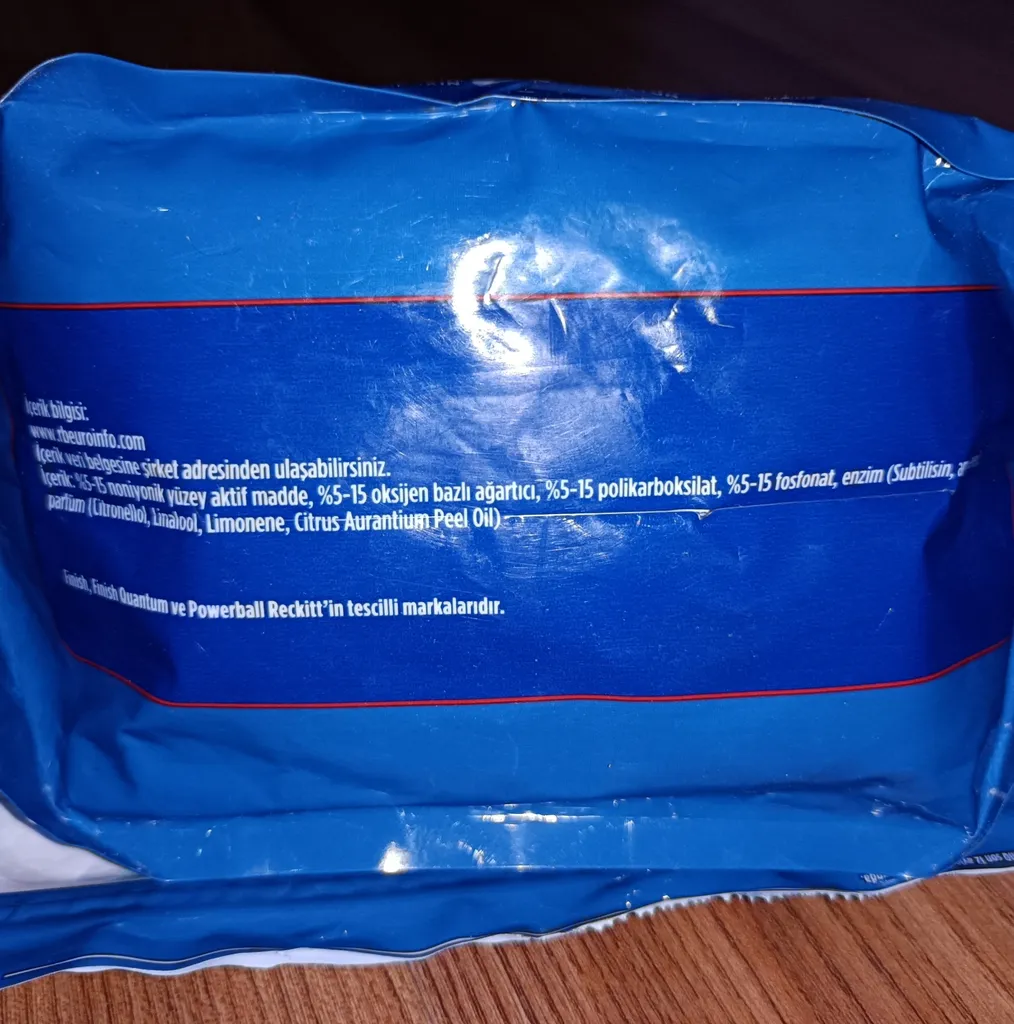 İçerik bilgisi:
www.rbeuroinfo.com
İçerik veri belgesine şirket adresinden ulaşabilirsiniz.
İçerik: %5-15 noniyonik yüzey aktif madde, %5-15 oksijen bazlı ağartıcı, %5-15 polikarboksilat, %5-15 fosfonat, enzim (Subtilisin,
parfüm (Citronellol), Linalool, Limonene, Citrus Aurantium Peel Oil)
Finish, Finish Quantum ve Powerball Reckitt'in tescilli markalarıdır.